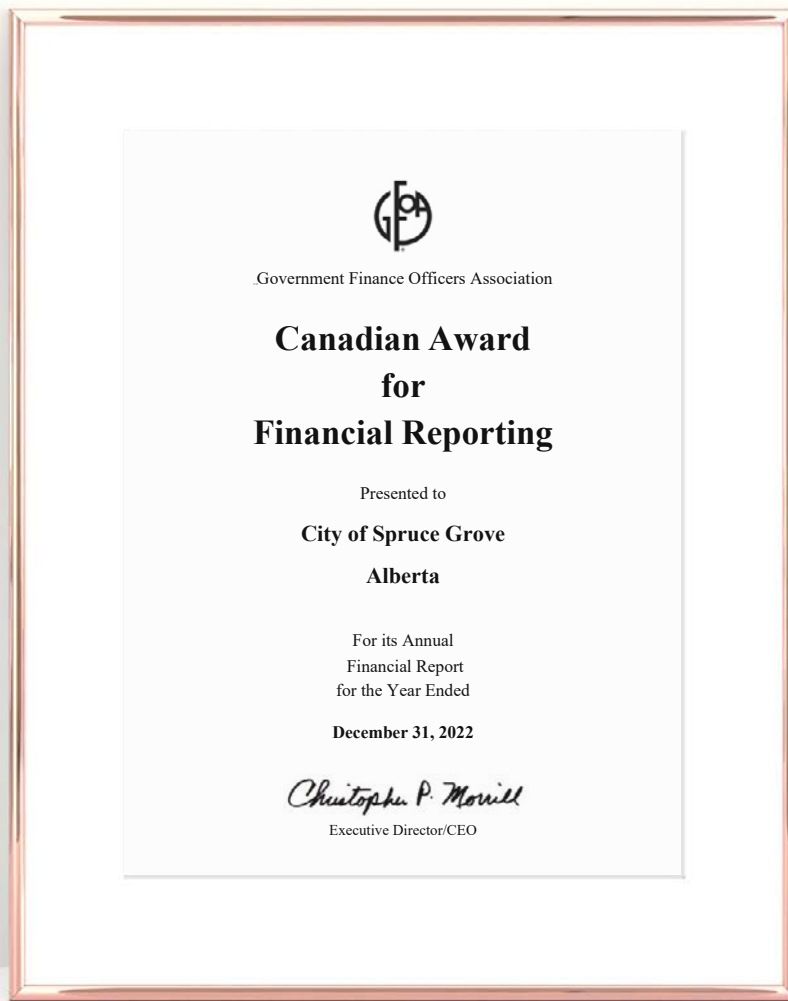 GFOA
Government Finance Officers Association
Canadian Award
for
Financial Reporting
Presented to
City of Spruce Grove
Alberta
For its Annual
Financial Report
for the Year Ended
December 31, 2022
Christopher P. Morrill
Executive Director/CEO